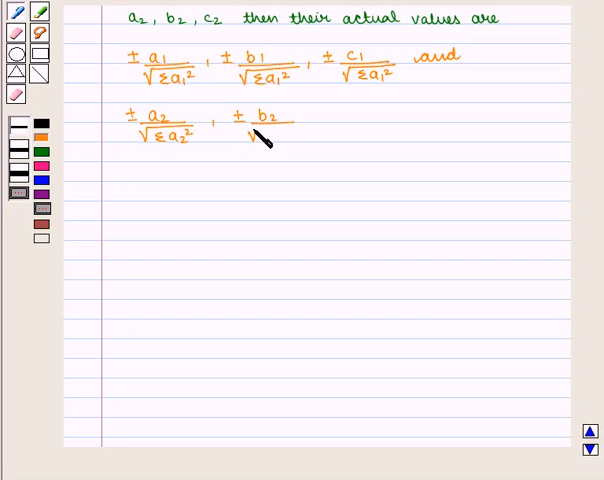 a₂, b₂, c₂ then their actual values are
± a₁/√Σa₁², ± b₁/√Σa₁², ± c₁/√Σa₁² and
± a₂/√Σa₂², ± b₂/√